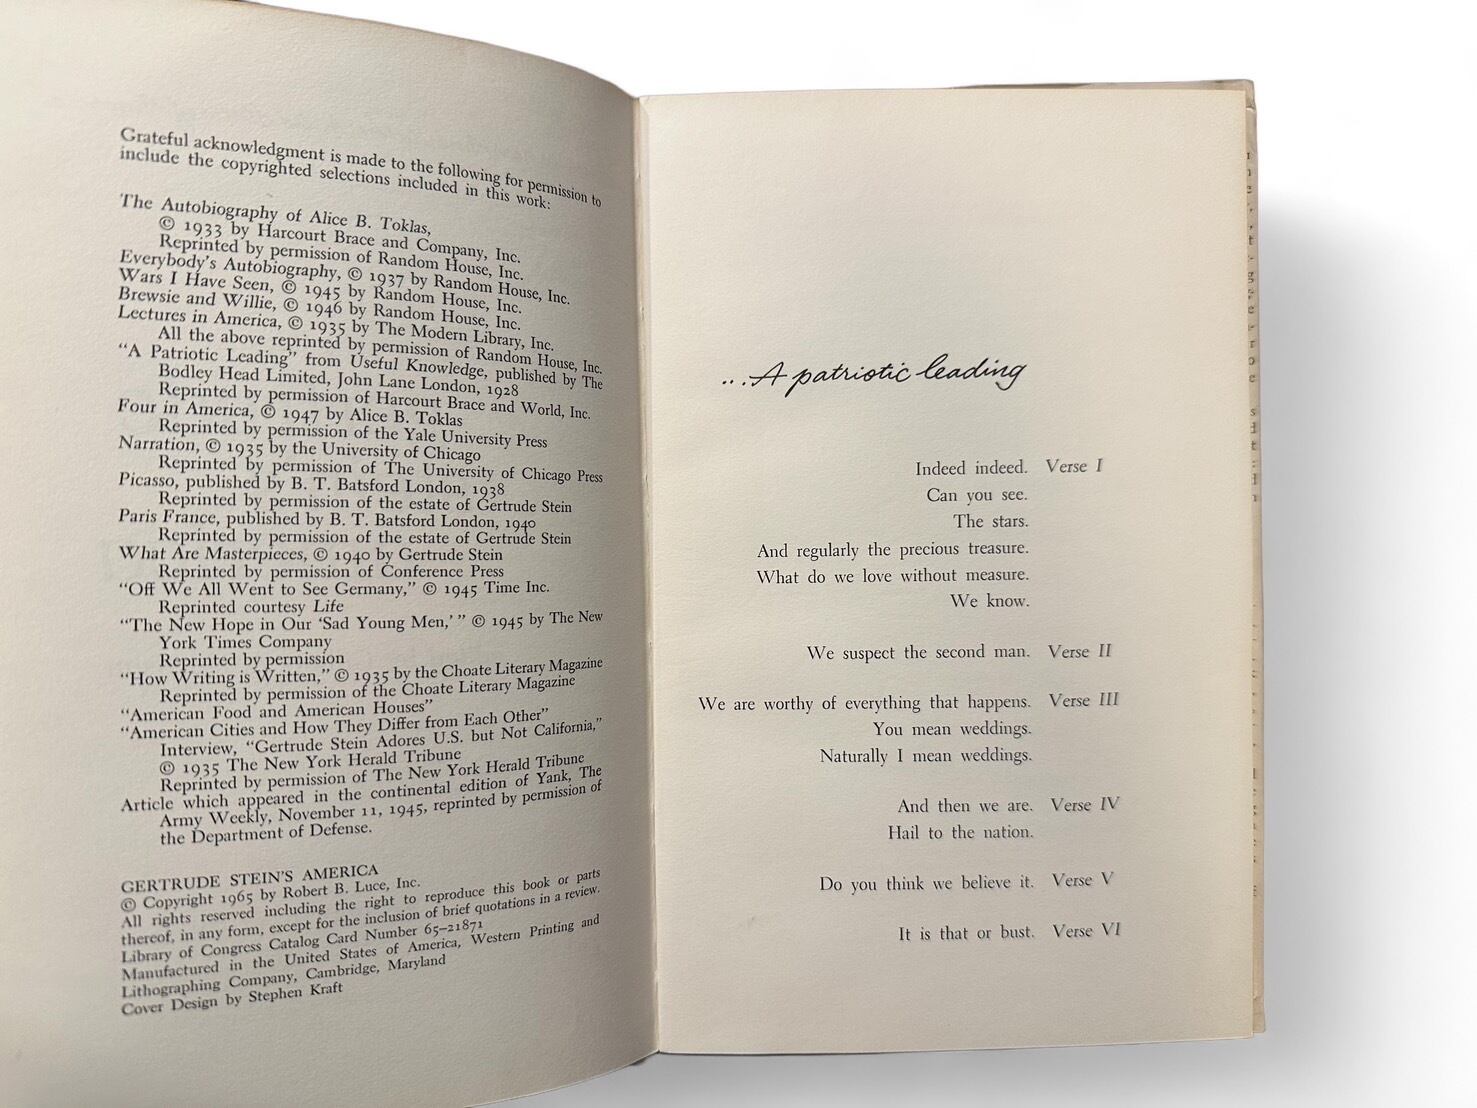 Grateful acknowledgment is made to the following for permission to
include the copyrighted selections included in this work:
The Autobiography of Alice B. Toklas,
© 1933 by Harcourt Brace and Company, Inc.
Reprinted by permission of Random House, Inc.
Everybody's Autobiography, © 1937 by Random House, Inc.
Wars I Have Seen, © 1945 by Random House, Inc.
Brewsie and Willie, © 1946 by Random House, Inc.
Lectures in America, © 1935 by The Modern Library, Inc.
All the above reprinted by permission of Random House, Inc.
“A Patriotic Leading” from Useful Knowledge, published by The
Bodley Head Limited, John Lane London, 1928
Reprinted by permission of Harcourt Brace and World, Inc.
Four in America, © 1947 by Alice B. Toklas
Reprinted by permission of the Yale University Press
Narration, © 1935 by the University of Chicago
Reprinted by permission of The University of Chicago Press
Picasso, published by B. T. Batsford London, 1938
Reprinted by permission of the estate of Gertrude Stein
Paris France, published by B. T. Batsford London, 1940
Reprinted by permission of the estate of Gertrude Stein
What Are Masterpieces, © 1940 by Gertrude Stein
Reprinted by permission of Conference Press
“Off We All Went to See Germany,” © 1945 Time Inc.
Reprinted courtesy Life
“The New Hope in Our ‘Sad Young Men,’ ” © 1945 by The New
York Times Company
Reprinted by permission
“How Writing is Written,” © 1935 by the Choate Literary Magazine
Reprinted by permission of the Choate Literary Magazine
“American Food and American Houses”
“American Cities and How They Differ from Each Other”
Interview, “Gertrude Stein Adores U.S. but Not California,”
© 1935 The New York Herald Tribune
Reprinted by permission of The New York Herald Tribune
Article which appeared in the continental edition of Yank, The
Army Weekly, November 11, 1945, reprinted by permission of
the Department of Defense.
GERTRUDE STEIN'S AMERICA
© Copyright 1965 by Robert B. Luce, Inc.
All rights reserved including the right to reproduce this book or parts
thereof, in any form, except for the inclusion of brief quotations in a review.
Library of Congress Catalog Card Number 65-21871
Manufactured in the United States of America, Western Printing and
Lithographing Company, Cambridge, Maryland
Cover Design by Stephen Kraft
...A patriotic leading
Indeed indeed. Verse I
Can you see.
The stars.
And regularly the precious treasure.
What do we love without measure.
We know.
We suspect the second man. Verse II
We are worthy of everything that happens. Verse III
You mean weddings.
Naturally I mean weddings.
And then we are. Verse IV
Hail to the nation.
Do you think we believe it. Verse V
It is that or bust. Verse VI